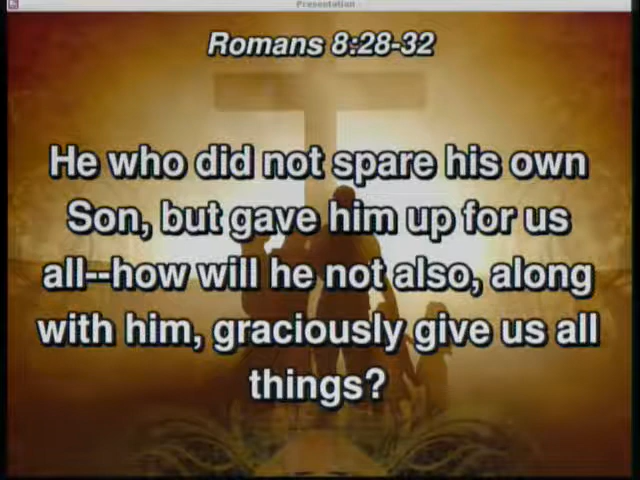 Presentation
Romans 8:28-32
He who did not spare his own
Son, but gave him up for us
all--how will he not also, along
with him, graciously give us all
things?